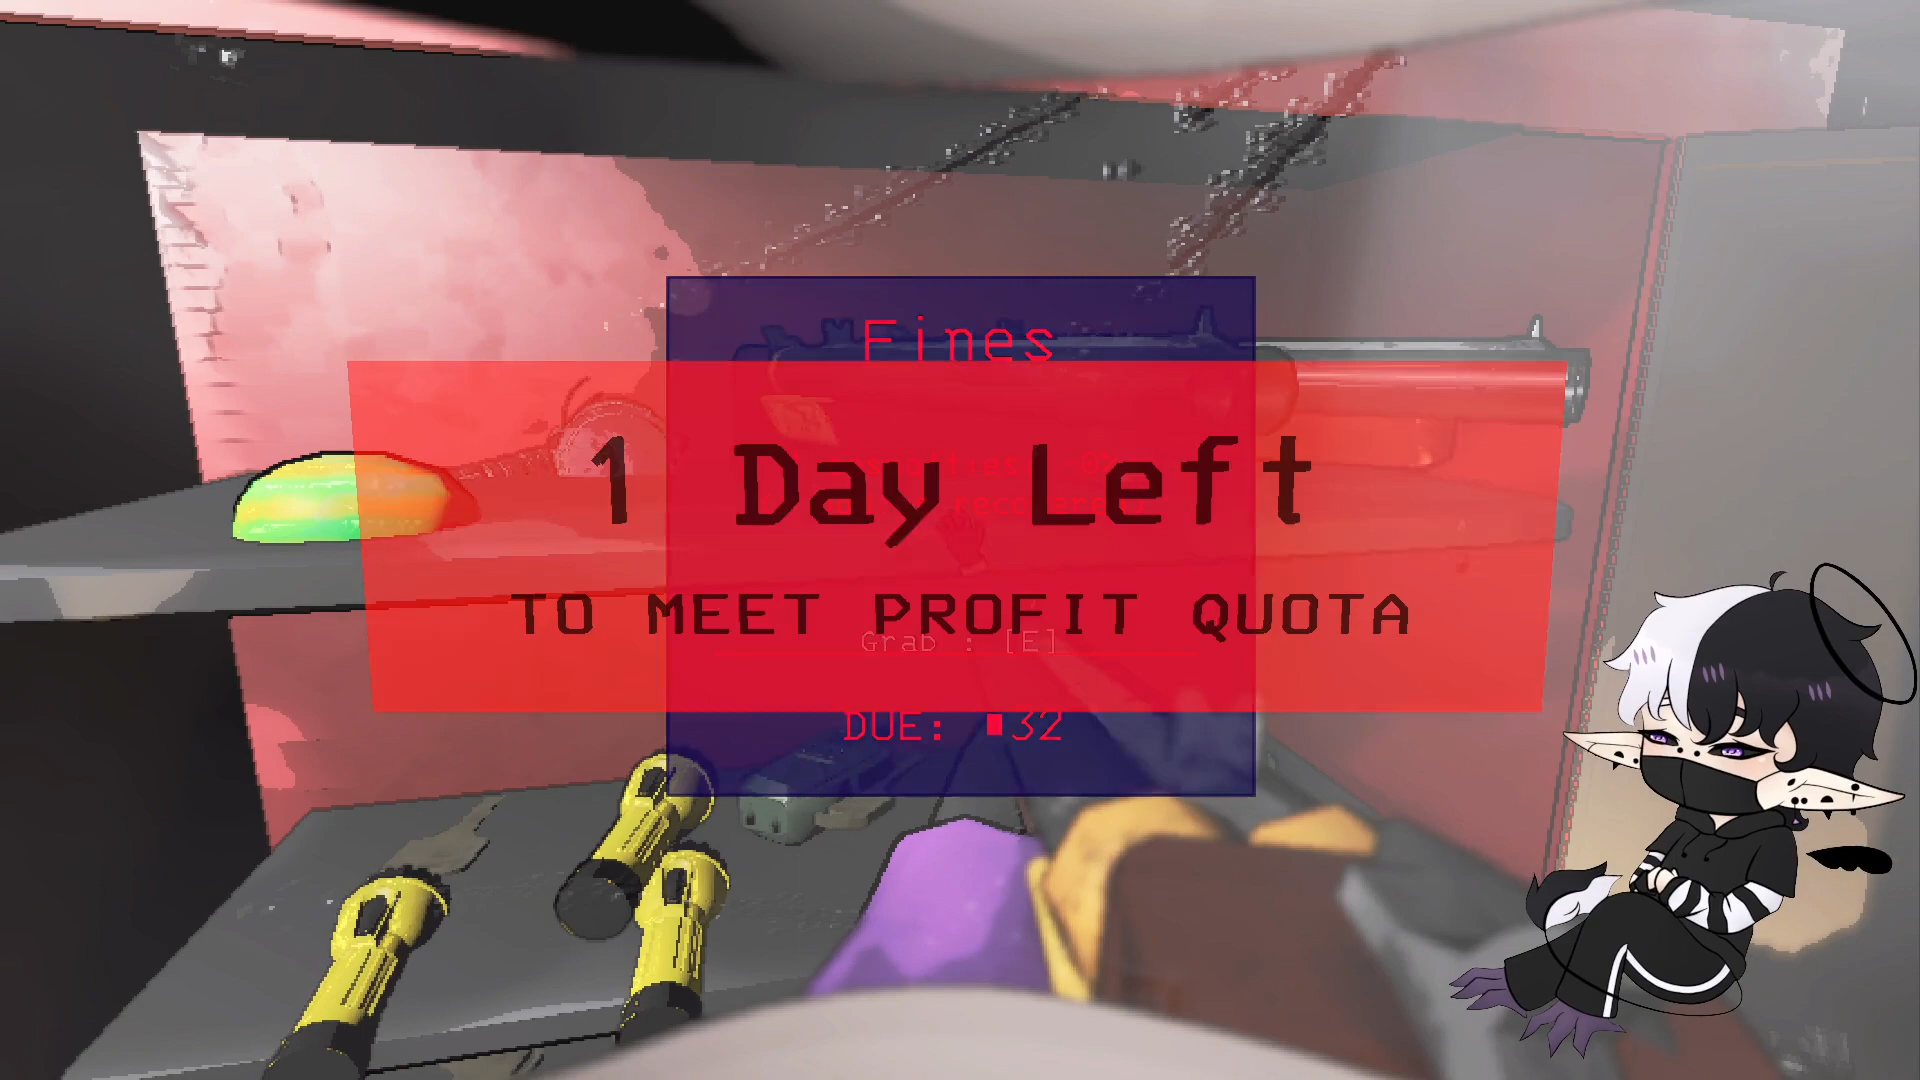 Fines
1 Day Left
TO MEET PROFIT QUOTA
Grab : [E]
DUE: ▮32